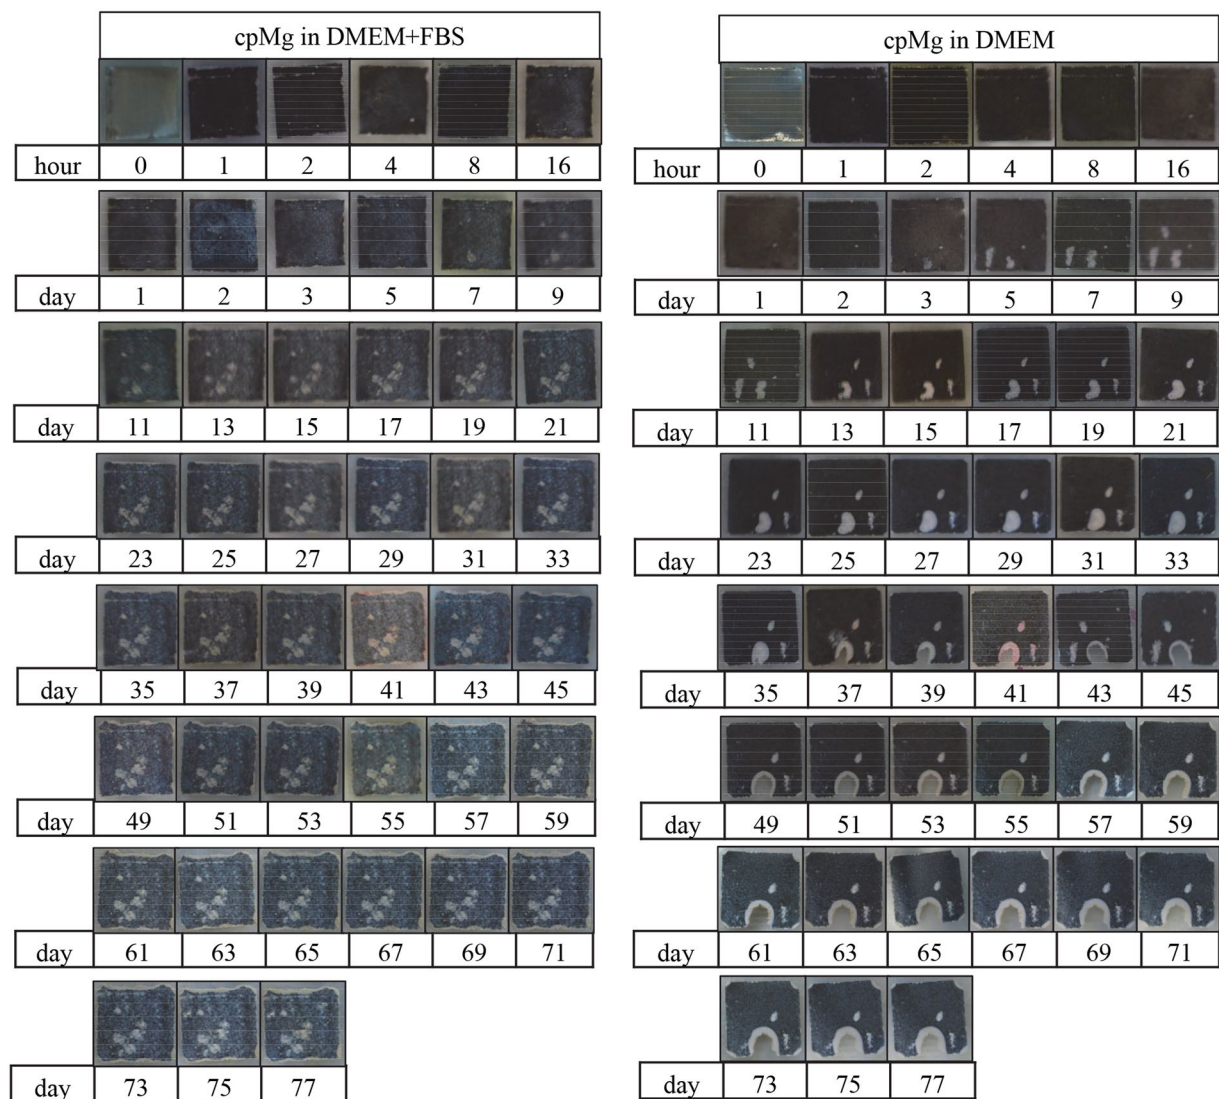 cpMg in DMEM+FBS
hour 0 1 2 4 8 16
day 1 2 3 5 7 9
day 11 13 15 17 19 21
day 23 25 27 29 31 33
day 35 37 39 41 43 45
day 49 51 53 55 57 59
day 61 63 65 67 69 71
day 73 75 77
cpMg in DMEM
hour 0 1 2 4 8 16
day 1 2 3 5 7 9
day 11 13 15 17 19 21
day 23 25 27 29 31 33
day 35 37 39 41 43 45
day 49 51 53 55 57 59
day 61 63 65 67 69 71
day 73 75 77